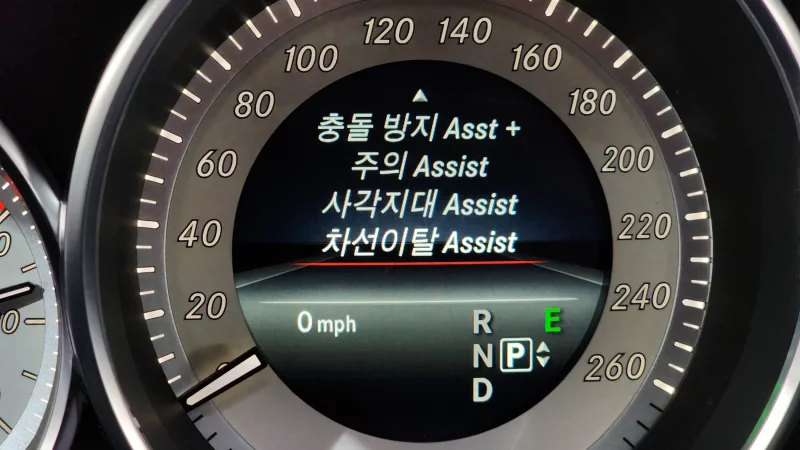 120 140
100 160
80 180
60 200
40 220
20 240
260
▲
충돌 방지 Asst +
주의 Assist
사각지대 Assist
차선이탈 Assist
0 mph
R E
N P
D